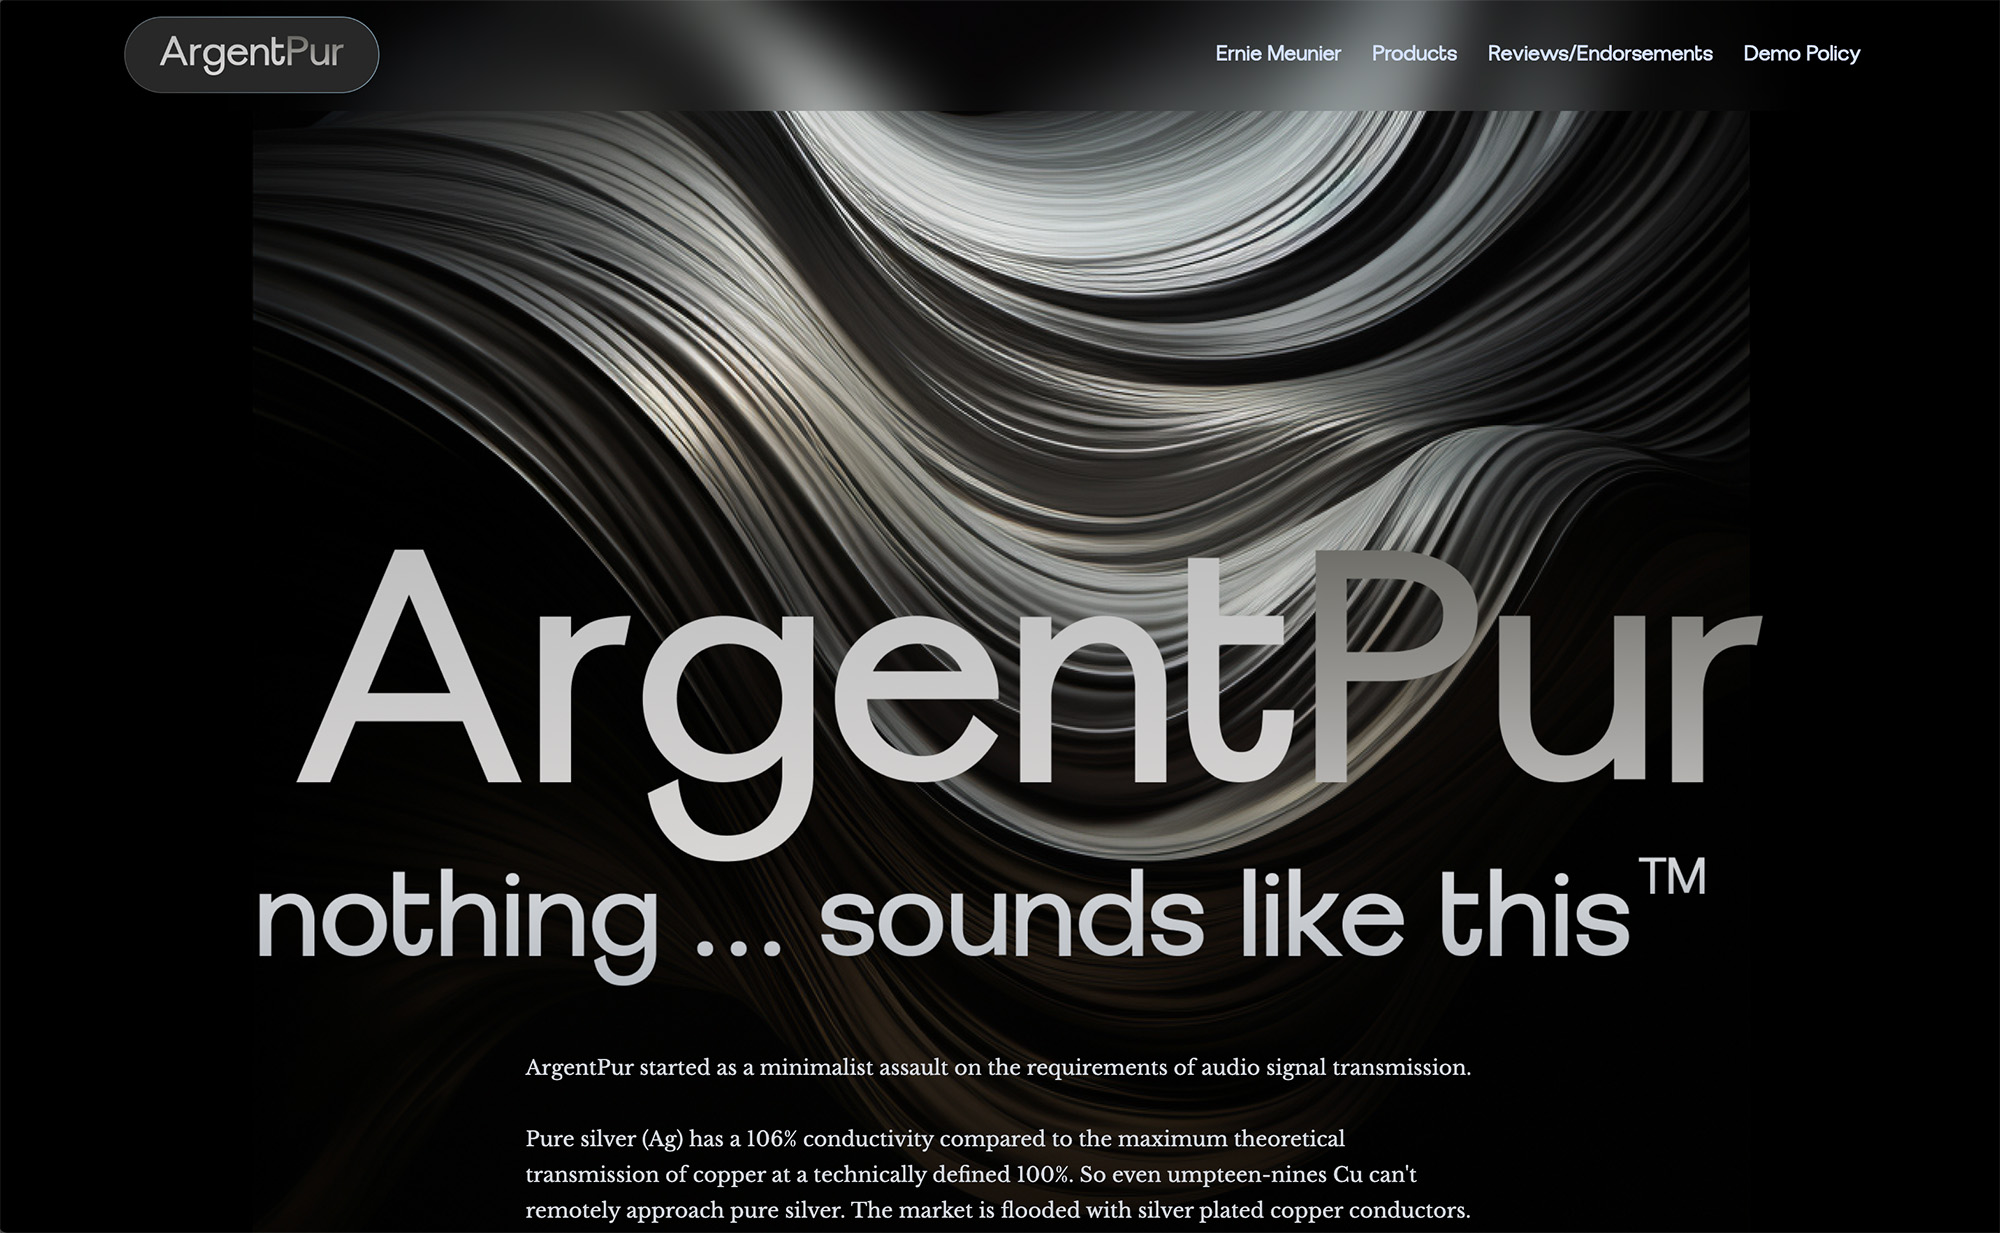 ArgentPur
Ernie Meunier
Products
Reviews/Endorsements
Demo Policy
ArgentPur
nothing ... sounds like this™
ArgentPur started as a minimalist assault on the requirements of audio signal transmission.
Pure silver (Ag) has a 106% conductivity compared to the maximum theoretical
transmission of copper at a technically defined 100%. So even umpteen-nines Cu can't
remotely approach pure silver. The market is flooded with silver plated copper conductors.